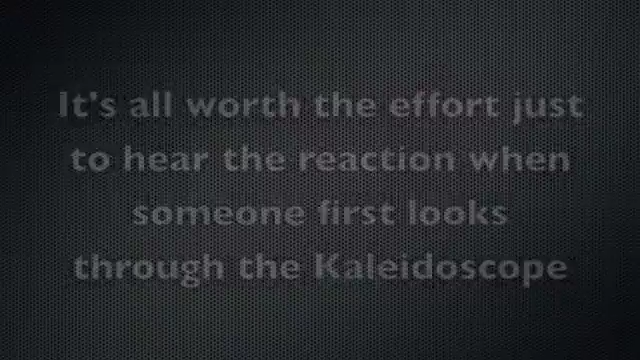 It's all worth the effort just
to hear the reaction when
someone first looks
through the Kaleidoscope